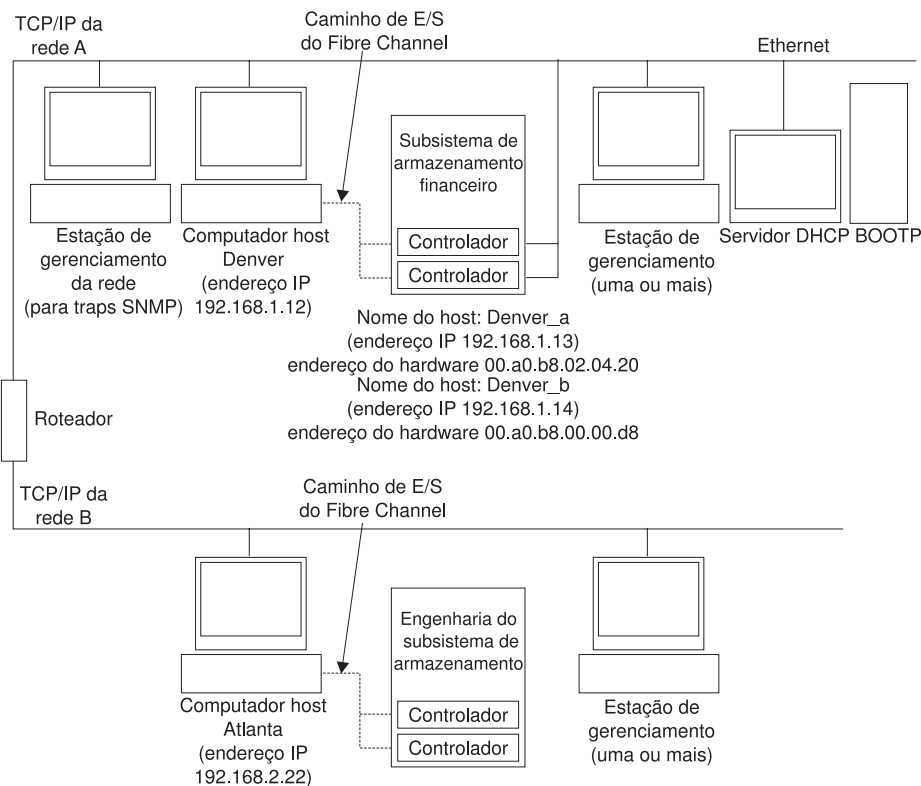 TCP/IP da
rede A
Caminho de E/S
do Fibre Channel
Ethernet
Subsistema de
armazenamento
financeiro
Controlador
Controlador
Estação de
gerenciamento
da rede
(para traps SNMP)
Computador host
Denver
(endereço IP
192.168.1.12)
Estação de
gerenciamento
(uma ou mais)
Servidor DHCP BOOTP
Nome do host: Denver_a
(endereço IP 192.168.1.13)
endereço do hardware 00.a0.b8.02.04.20
Nome do host: Denver_b
(endereço IP 192.168.1.14)
endereço do hardware 00.a0.b8.00.00.d8
Roteador
TCP/IP da
rede B
Caminho de E/S
do Fibre Channel
Engenharia do
subsistema de
armazenamento
Controlador
Controlador
Computador host
Atlanta
(endereço IP
192.168.2.22)
Estação de
gerenciamento
(uma ou mais)